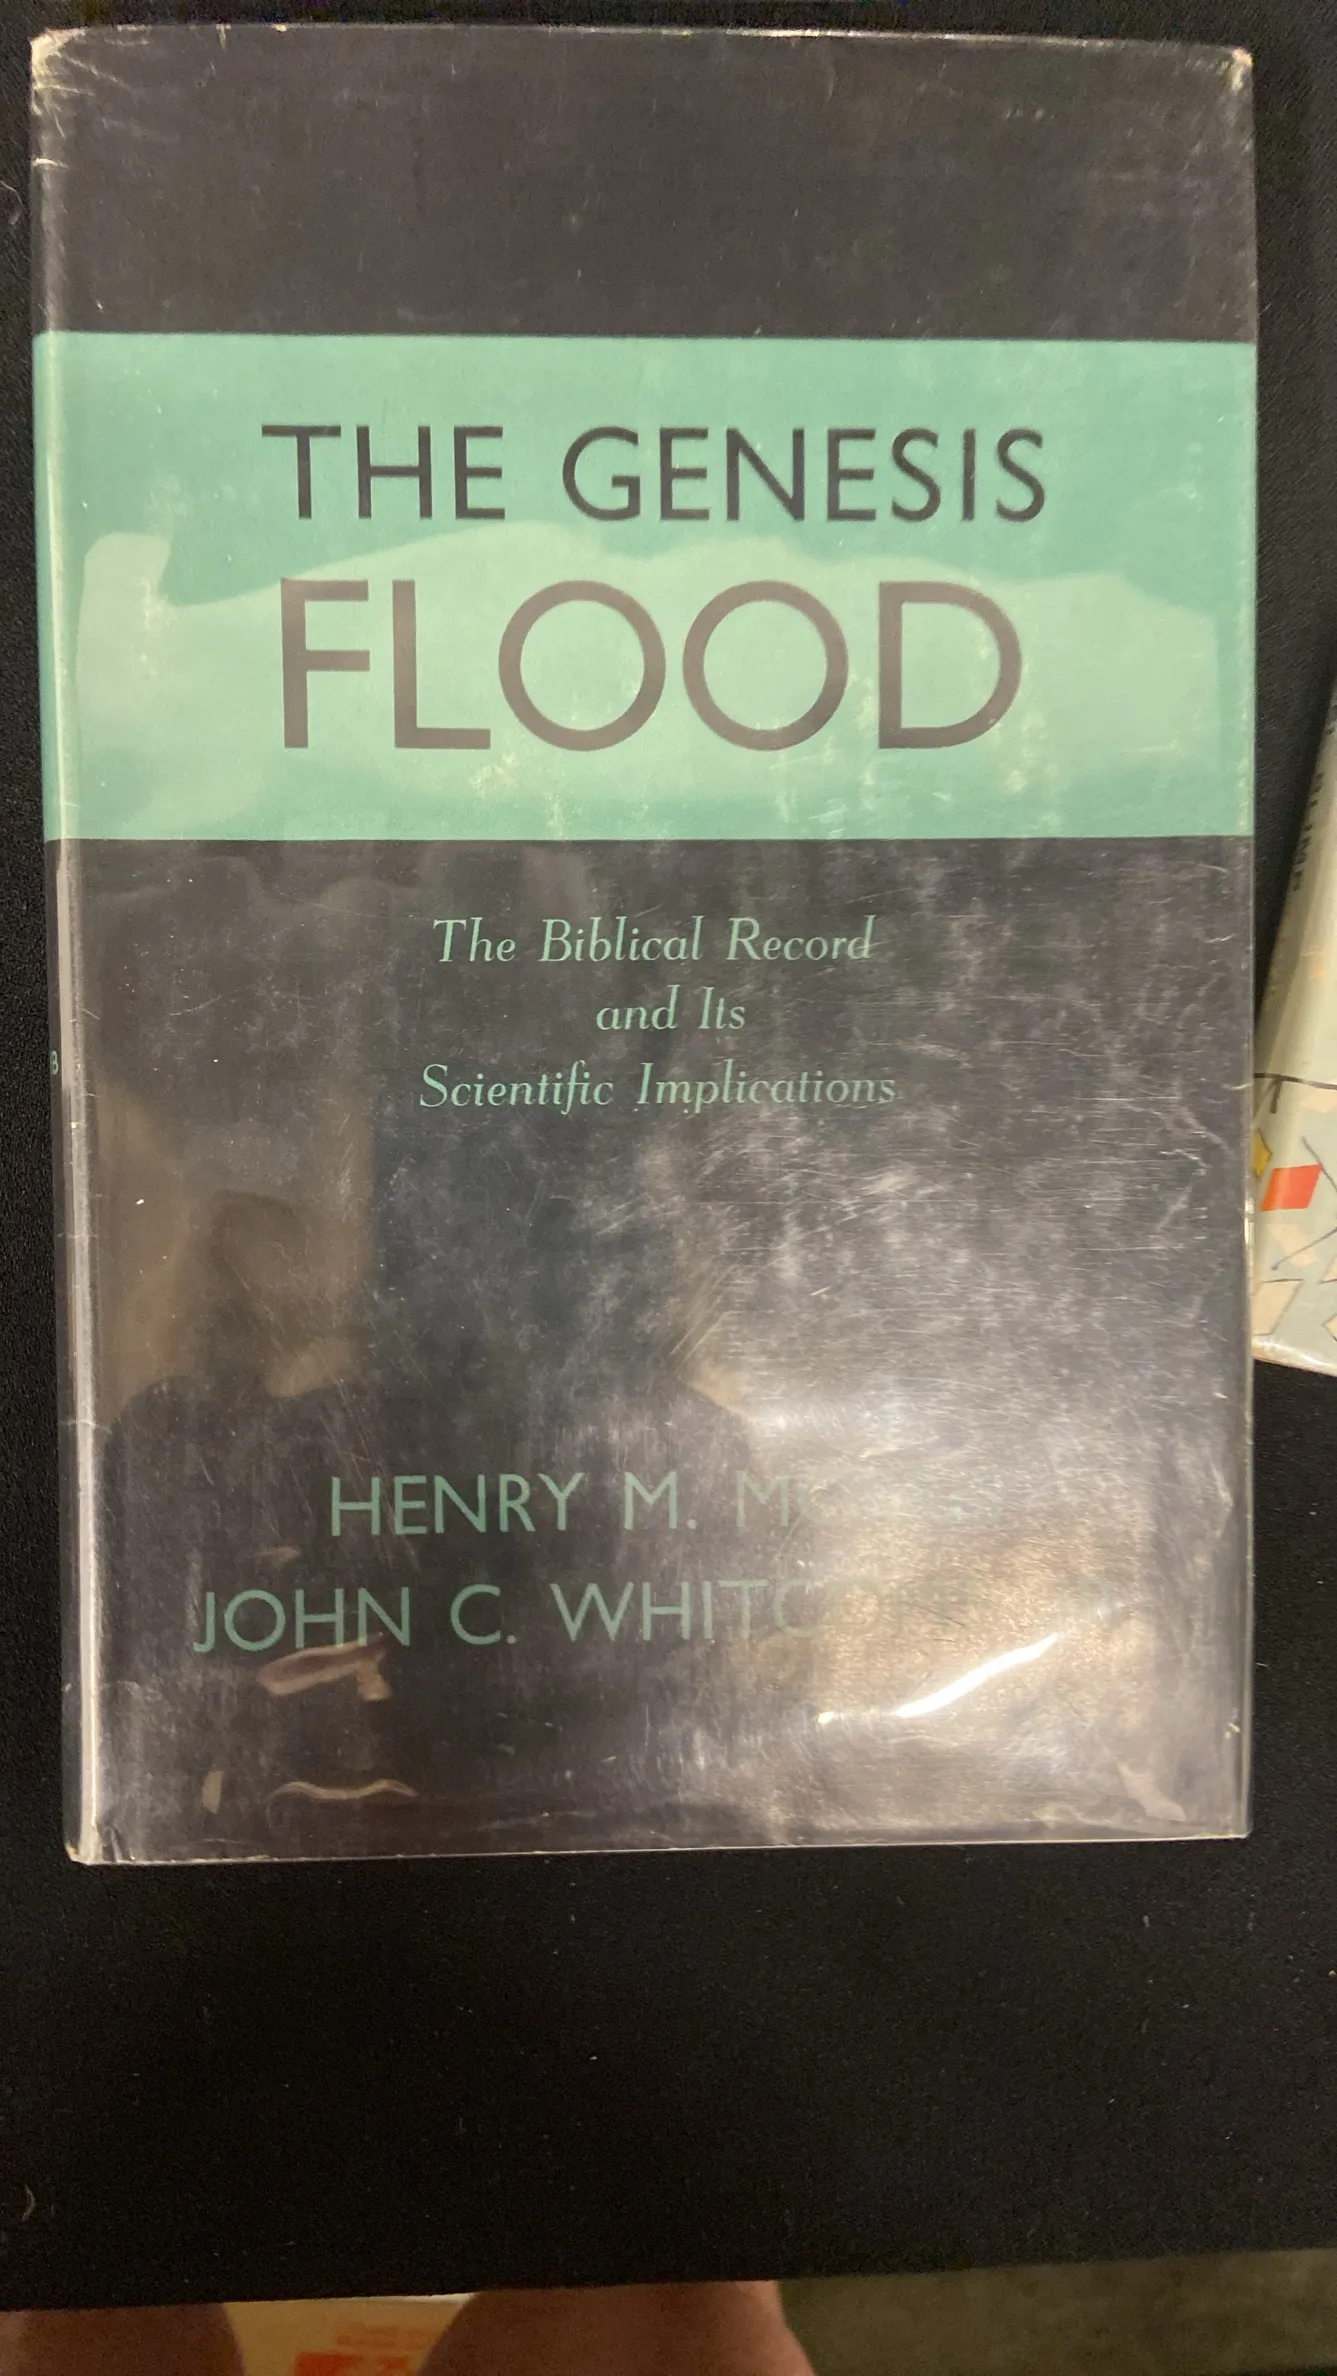 THE GENESIS
FLOOD
The Biblical Record
and Its
Scientific Implications
HENRY M.
JOHN C.